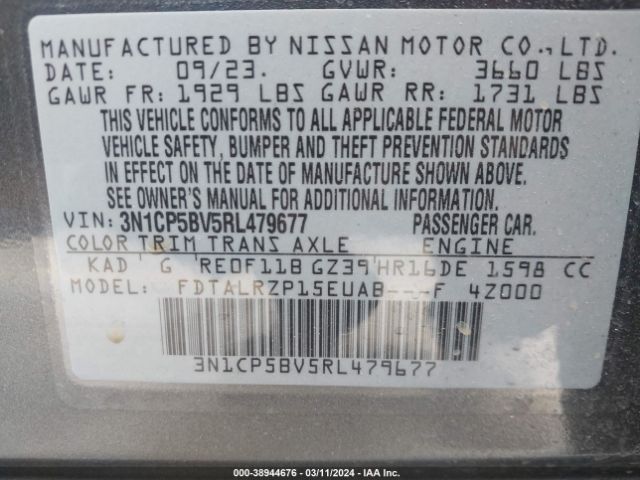 MANUFACTURED BY NISSAN MOTOR CO.,LTD.
DATE: 09/23. GVWR: 3660 LBS
GAWR FR: 1929 LBS GAWR RR: 1731 LBS
THIS VEHICLE CONFORMS TO ALL APPLICABLE FEDERAL MOTOR
VEHICLE SAFETY, BUMPER AND THEFT PREVENTION STANDARDS
IN EFFECT ON THE DATE OF MANUFACTURE SHOWN ABOVE.
SEE OWNER'S MANUAL FOR ADDITIONAL INFORMATION.
VIN: 3N1CP5BV5RL479677 PASSENGER CAR.
COLOR TRIM TRANS AXLE ENGINE
KAD G RE0F11B GZ39 HR16DE 1598 CC
FDTALRZP15EUAB----F 4Z000
3N1CP5BV5RL479677
000-38944676 - 03/11/2024 - IAA Inc.